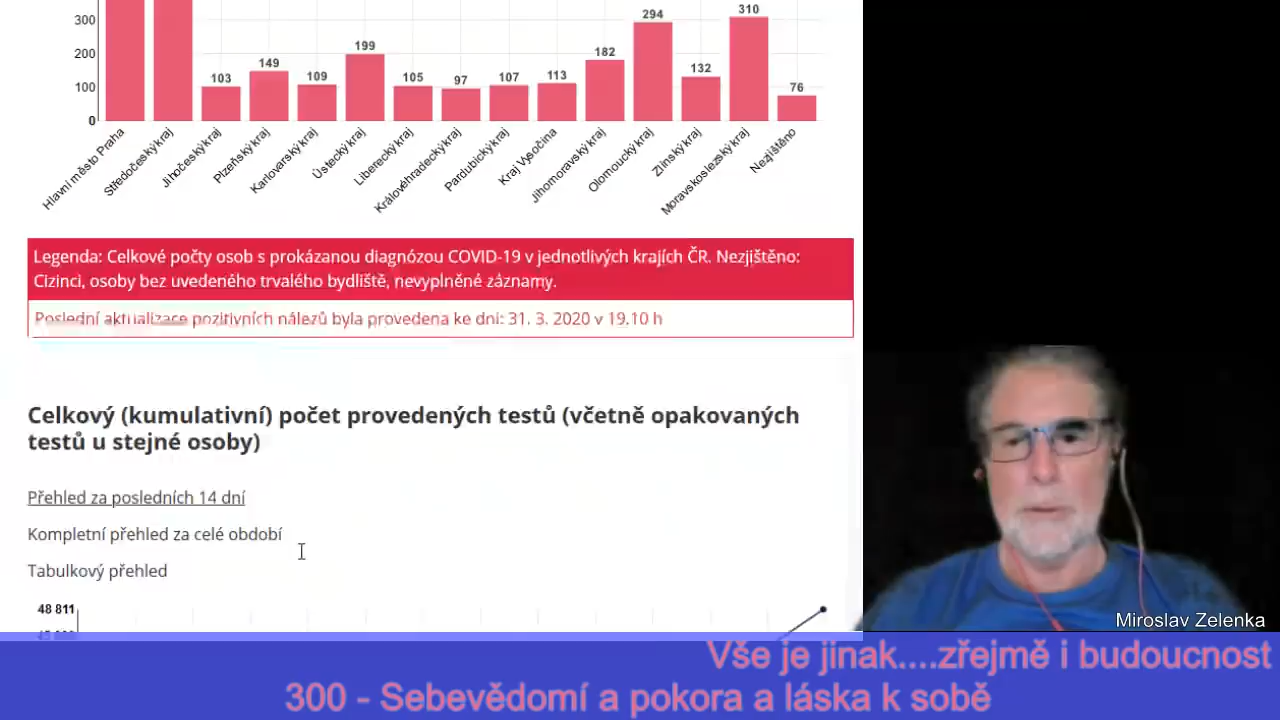 300
200
100
0
103
149
109
199
105
97
107
113
182
294
132
310
76
Hlavní město Praha
Středočeský kraj
Jihočeský kraj
Plzeňský kraj
Karlovarský kraj
Ústecký kraj
Liberecký kraj
Královéhradecký kraj
Pardubický kraj
Kraj Vysočina
Jihomoravský kraj
Olomoucký kraj
Zlínský kraj
Moravskoslezský kraj
Nezjištěno
Legenda: Celkové počty osob s prokázanou diagnózou COVID-19 v jednotlivých krajích ČR. Nezjištěno:
Cizinci, osoby bez uvedeného trvalého bydliště, nevyplněné záznamy.
Poslední aktualizace pozitivních nálezů byla provedena ke dni: 31. 3. 2020 v 19.10 h
Celkový (kumulativní) počet provedených testů (včetně opakovaných
testů u stejné osoby)
Přehled za posledních 14 dní
Kompletní přehled za celé období
Tabulkový přehled
48 811
Miroslav Zelenka
Vše je jinak....zřejmě i budoucnost
300 - Sebevědomí a pokora a láska k sobě